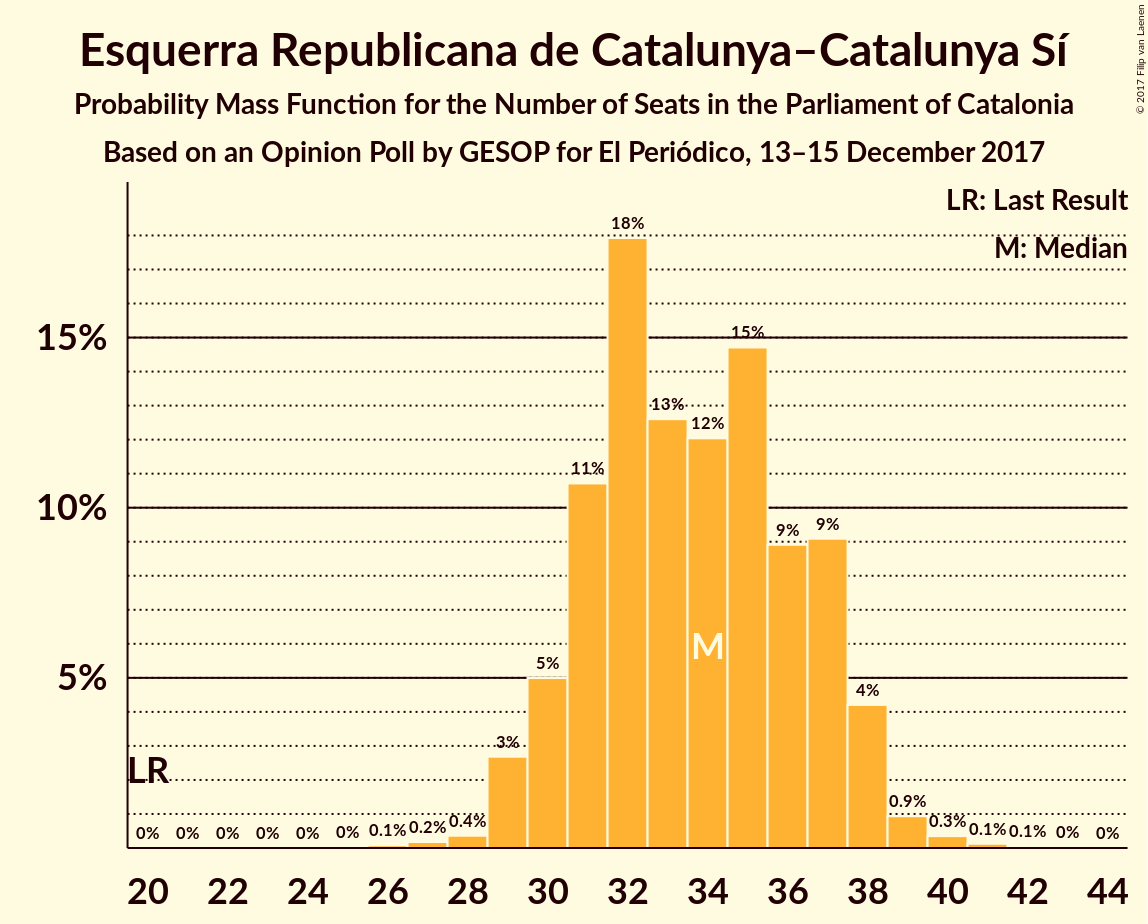 Esquerra Republicana de Catalunya–Catalunya Sí
Probability Mass Function for the Number of Seats in the Parliament of Catalonia
Based on an Opinion Poll by GESOP for El Periódico, 13–15 December 2017
© 2017 Filip van Laenen
LR: Last Result
M: Median
15%
10%
5%
LR
M
0% 0% 0% 0% 0% 0% 0.1% 0.2% 0.4% 3% 5% 11% 18% 13% 12% 15% 9% 9% 4% 0.9% 0.3% 0.1% 0.1% 0% 0%
20 22 24 26 28 30 32 34 36 38 40 42 44